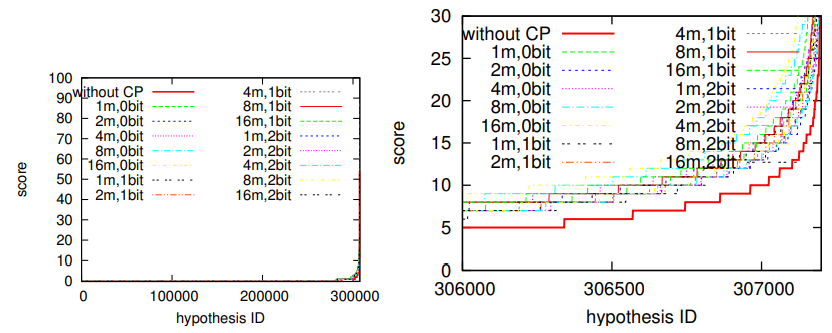 100
90
80
70
60
50
40
30
20
10
0
score
without CP
1m,0bit
2m,0bit
4m,0bit
8m,0bit
16m,0bit
1m,1bit
2m,1bit
4m,1bit
8m,1bit
16m,1bit
1m,2bit
2m,2bit
4m,2bit
8m,2bit
16m,2bit
0 100000 200000 300000
hypothesis ID
30
25
20
15
10
5
0
score
without CP
1m,0bit
2m,0bit
4m,0bit
8m,0bit
16m,0bit
1m,1bit
2m,1bit
4m,1bit
8m,1bit
16m,1bit
1m,2bit
2m,2bit
4m,2bit
8m,2bit
16m,2bit
306000 306500 307000
hypothesis ID